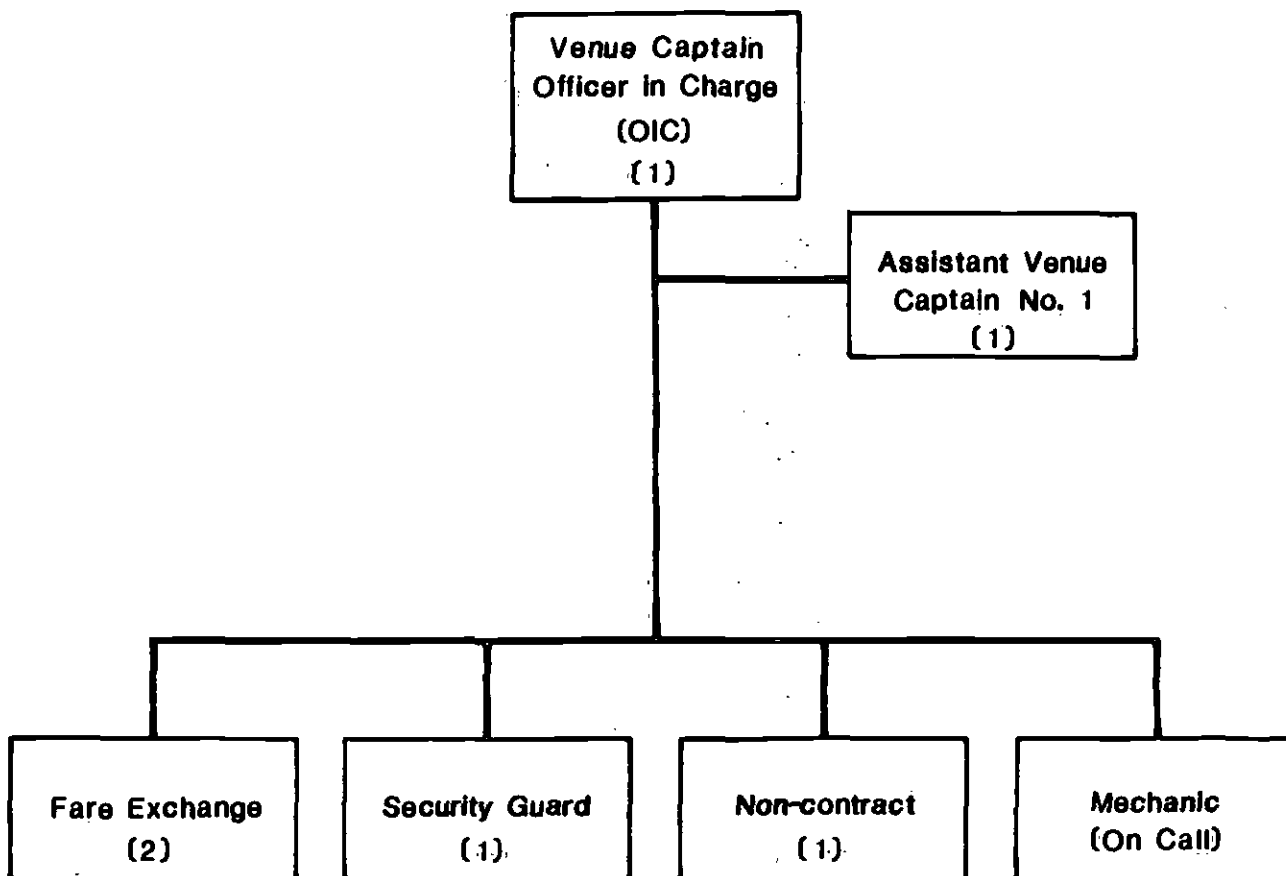 Venue Captain
Officer in Charge
(OIC)
(1)
Assistant Venue
Captain No. 1
(1)
Fare Exchange
(2)
Security Guard
(1)
Non-contract
(1)
Mechanic
(On Call)